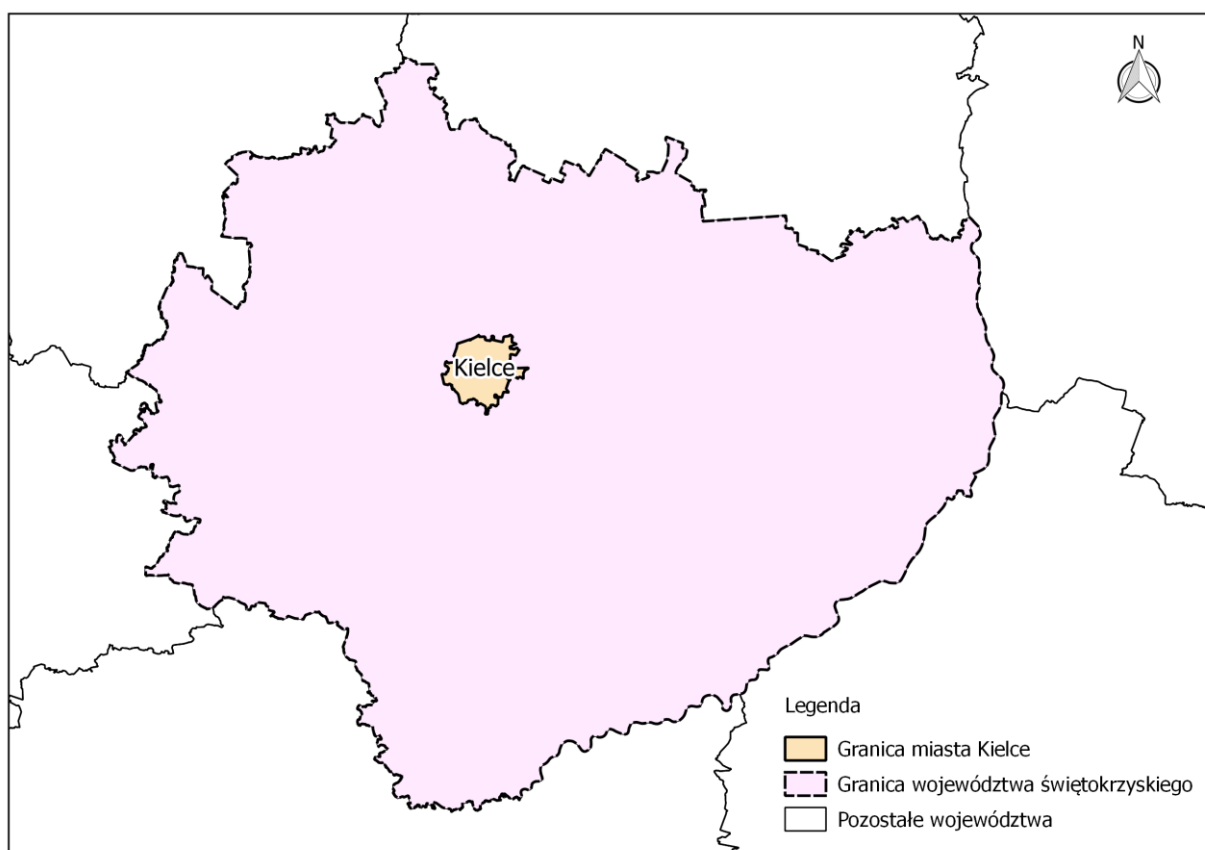 N
Kielce
Legenda
Granica miasta Kielce
Granica województwa świętokrzyskiego
Pozostałe województwa